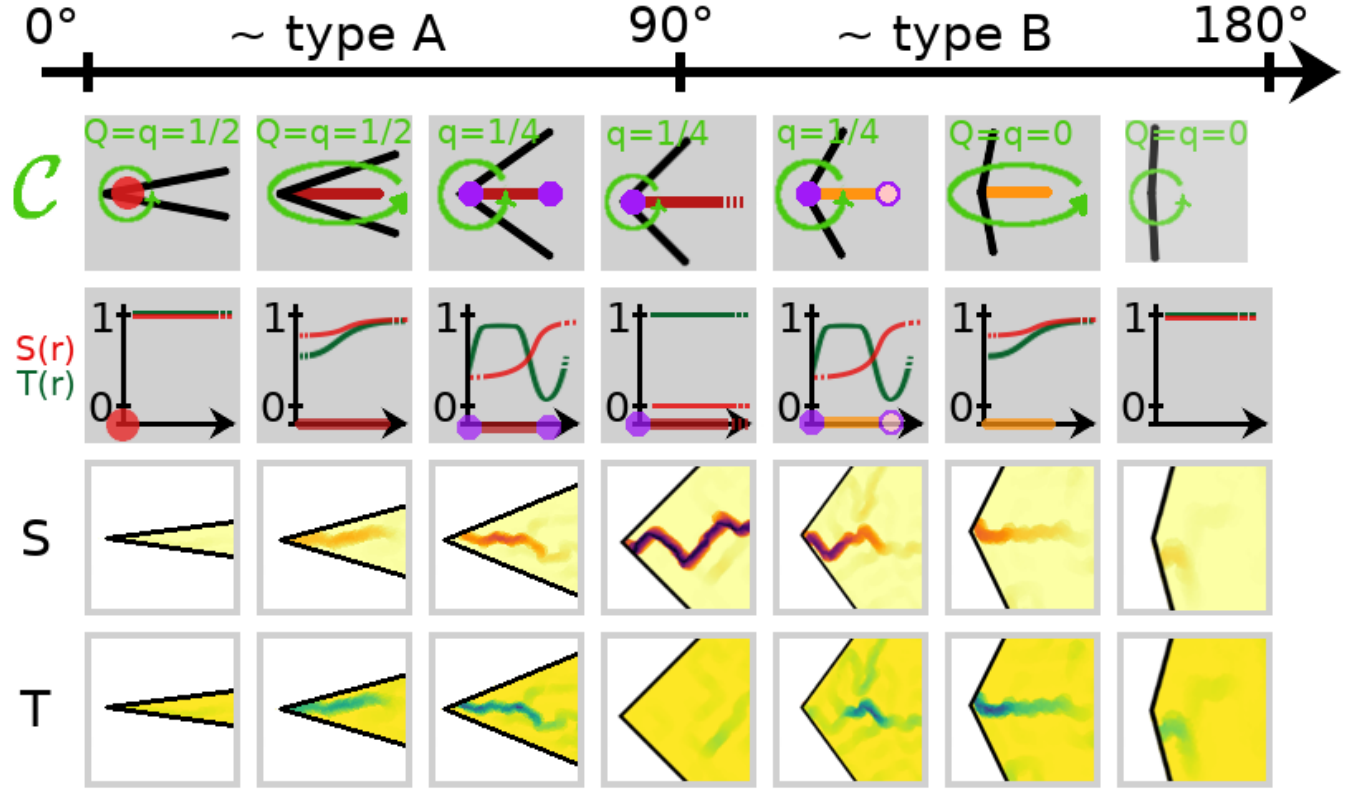 0° ~ type A 90° ~ type B 180°
C Q=q=1/2 Q=q=1/2 q=1/4 q=1/4 q=1/4 Q=q=0 Q=q=0
1 1 1 1 1 1 1
S(r)
T(r)
0 0 0 0 0 0 0
S
T